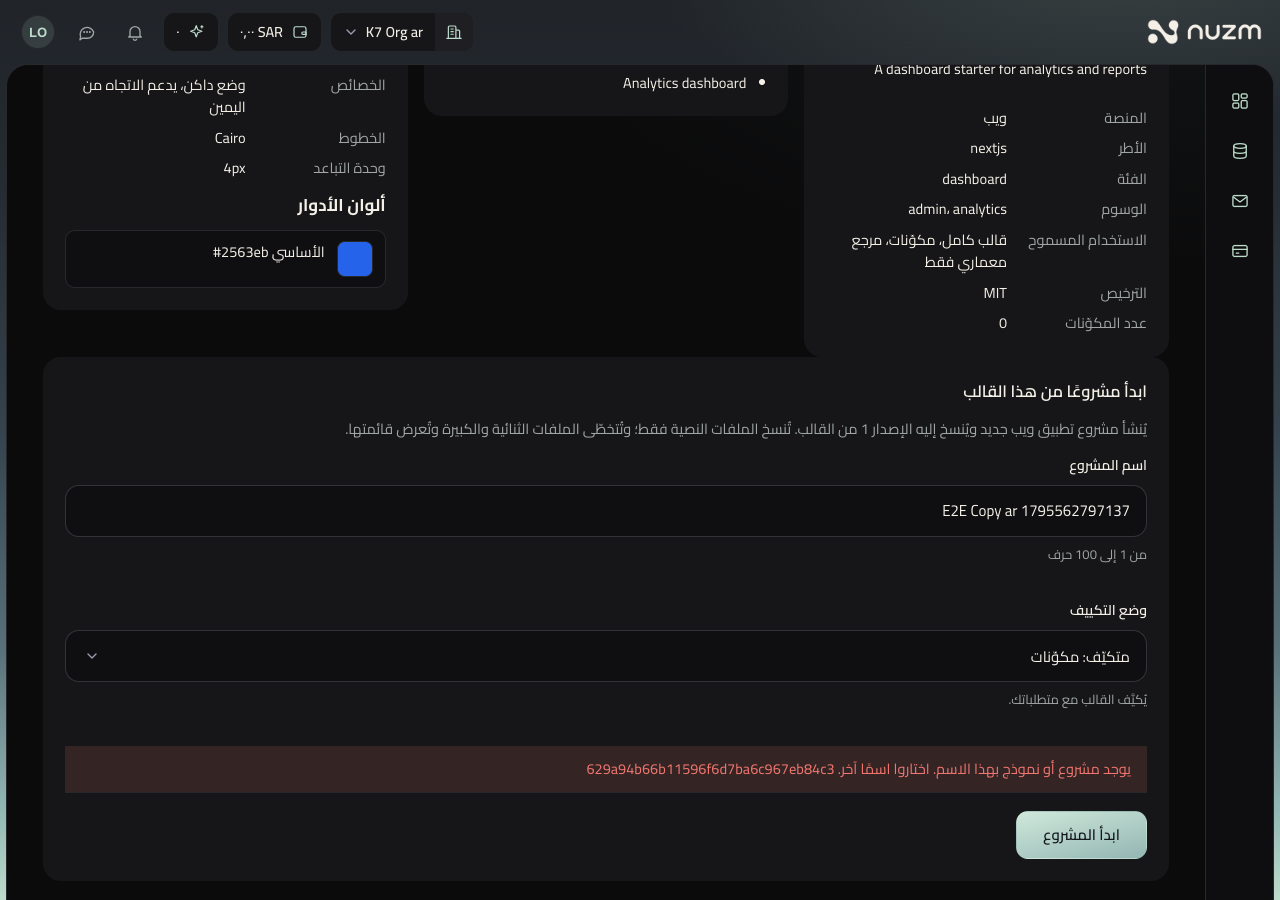 nuzm
K7 Org ar
٠,٠٠ SAR
٠
LO
A dashboard starter for analytics and reports
المنصة
ويب
الأطر
nextjs
الفئة
dashboard
الوسوم
admin، analytics
الاستخدام المسموح
قالب كامل، مكوّنات، مرجع
معماري فقط
الترخيص
MIT
عدد المكوّنات
0
Analytics dashboard
الخصائص
وضع داكن، يدعم الاتجاه من
اليمين
الخطوط
Cairo
وحدة التباعد
4px
ألوان الأدوار
الأساسي #2563eb
ابدأ مشروعًا من هذا القالب
يُنشأ مشروع تطبيق ويب جديد ويُنسخ إليه الإصدار 1 من القالب. تُنسخ الملفات النصية فقط؛ وتُتخطّى الملفات الثنائية والكبيرة وتُعرض قائمتها.
اسم المشروع
E2E Copy ar 1795562797137
من 1 إلى 100 حرف
وضع التكييف
متكيّف: مكوّنات
يُكيَّف القالب مع متطلباتك.
يوجد مشروع أو نموذج بهذا الاسم. اختاروا اسمًا آخر. 629a94b66b11596f6d7ba6c967eb84c3
ابدأ المشروع